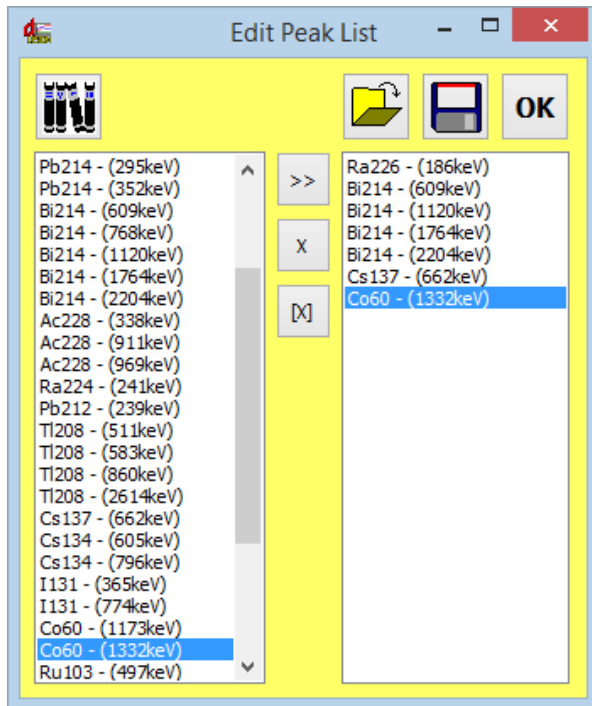 Edit Peak List
OK
Pb214 - (295keV)
Pb214 - (352keV)
Bi214 - (609keV)
Bi214 - (768keV)
Bi214 - (1120keV)
Bi214 - (1764keV)
Bi214 - (2204keV)
Ac228 - (338keV)
Ac228 - (911keV)
Ac228 - (969keV)
Ra224 - (241keV)
Pb212 - (239keV)
Tl208 - (511keV)
Tl208 - (583keV)
Tl208 - (860keV)
Tl208 - (2614keV)
Cs137 - (662keV)
Cs134 - (605keV)
Cs134 - (796keV)
I131 - (365keV)
I131 - (774keV)
Co60 - (1173keV)
Co60 - (1332keV)
Ru103 - (497keV)
>>
X
[X]
Ra226 - (186keV)
Bi214 - (609keV)
Bi214 - (1120keV)
Bi214 - (1764keV)
Bi214 - (2204keV)
Cs137 - (662keV)
Co60 - (1332keV)